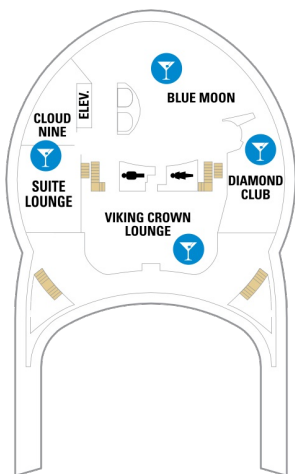 BLUE MOON
ELEV.
CLOUD
NINE
SUITE
LOUNGE
DIAMOND
CLUB
VIKING CROWN
LOUNGE